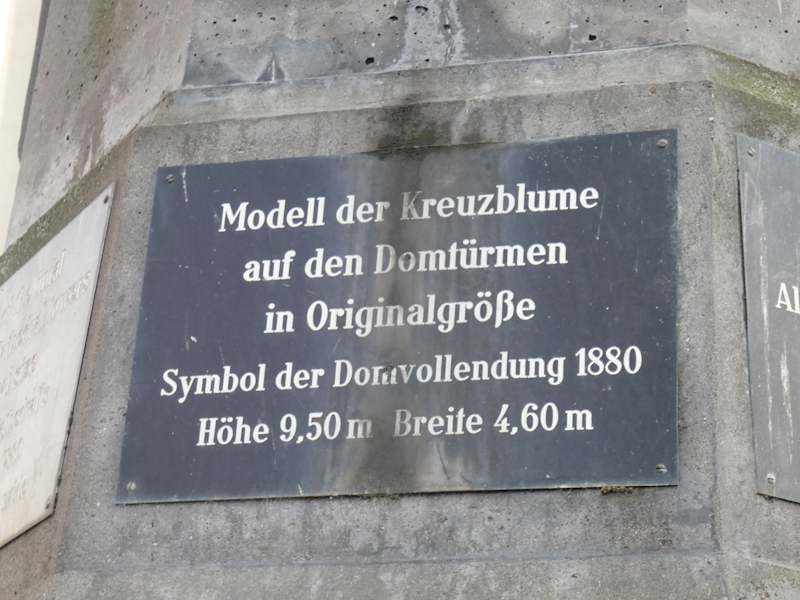 Modell der Kreuzblume
auf den Domtürmen
in Originalgröße
Symbol der Domvollendung 1880
Höhe 9,50 m Breite 4,60 m